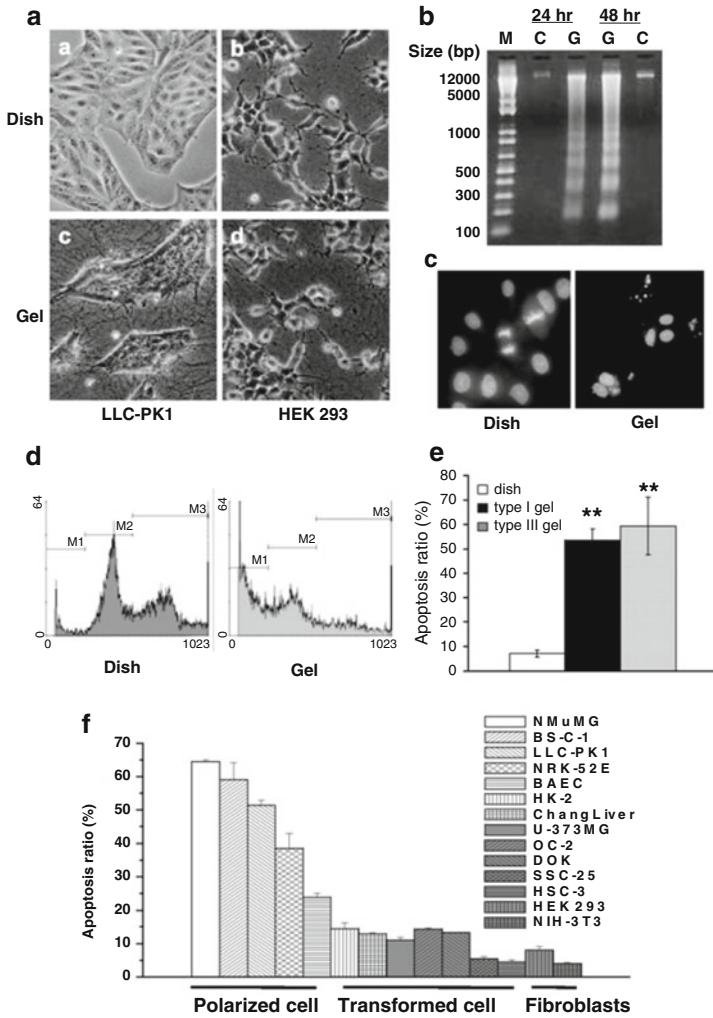 a
a
b
Dish
c
d
Gel
LLC-PK1 HEK 293
b
24 hr 48 hr
Size (bp) M C G G C
12000
5000
1000
500
300
100
c
Dish Gel
d
64
M1
M2
M3
0
0 1023
Dish
64
M1
M2
M3
0
0 1023
Gel
e
Apoptosis ratio (%)
80
70
60
50
40
30
20
10
0
dish
type I gel
type III gel
**
**
f
Apoptosis ratio (%)
70
60
50
40
30
20
10
0
NMuMG
BS-C-1
LLC-PK1
NRK-52E
BAEC
HK-2
ChangLiver
U-373MG
OC-2
DOK
SSC-25
HSC-3
HEK293
NIH-3T3
Polarized cell Transformed cell Fibroblasts